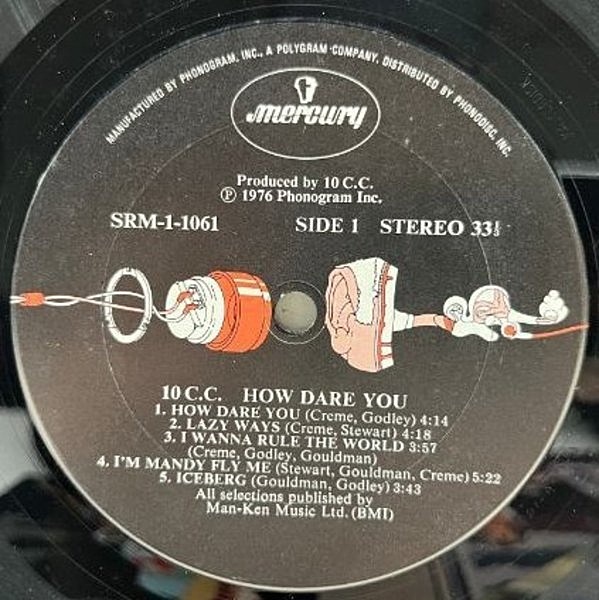 MANUFACTURED BY PHONOGRAM, INC., A POLYGRAM COMPANY. DISTRIBUTED BY PHONODISC, INC.
mercury
Produced by 10 C.C.
Ⓟ 1976 Phonogram Inc.
SRM-1-1061 SIDE 1 STEREO 33⅓
10 C.C. HOW DARE YOU
1. HOW DARE YOU (Creme, Godley) 4:14
2. LAZY WAYS (Creme, Stewart) 4:18
3. I WANNA RULE THE WORLD 3:57
(Creme, Godley, Gouldman)
4. I'M MANDY FLY ME (Stewart, Gouldman, Creme) 5:22
5. ICEBERG (Gouldman, Godley) 3:43
All selections published by
Man-Ken Music Ltd. (BMI)